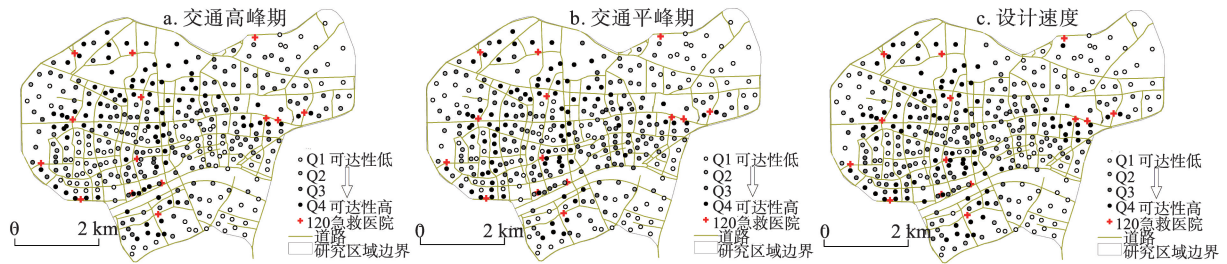 a. 交通高峰期
Q1 可达性低
Q2
Q3
Q4 可达性高
120急救医院
道路
研究区域边界
0 2 km
b. 交通平峰期
Q1 可达性低
Q2
Q3
Q4 可达性高
120急救医院
道路
研究区域边界
0 2 km
c. 设计速度
Q1 可达性低
Q2
Q3
Q4 可达性高
120急救医院
道路
研究区域边界
0 2 km